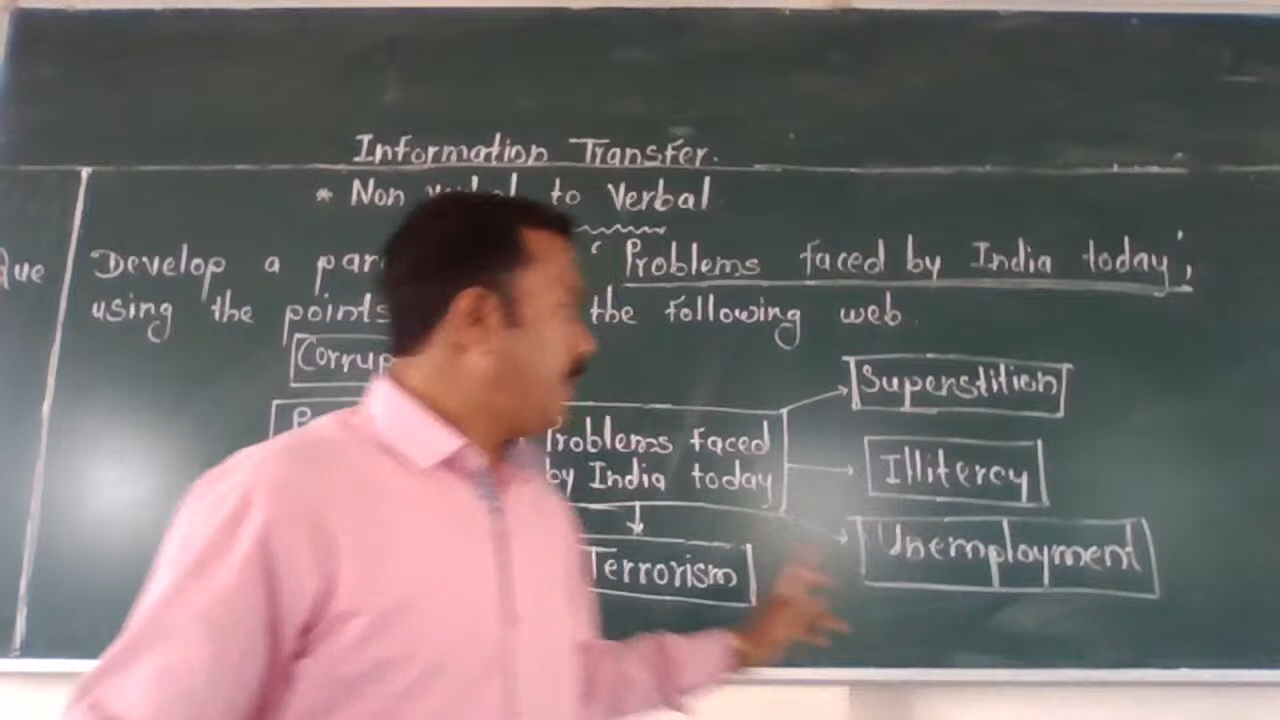 Information Transfer.
* Non to Verbal
Que Develop a 'Problems faced by India today',
using the points the following web.
Superstition
Problems faced
by India today
Illitercy
Unemployment
Terrorism